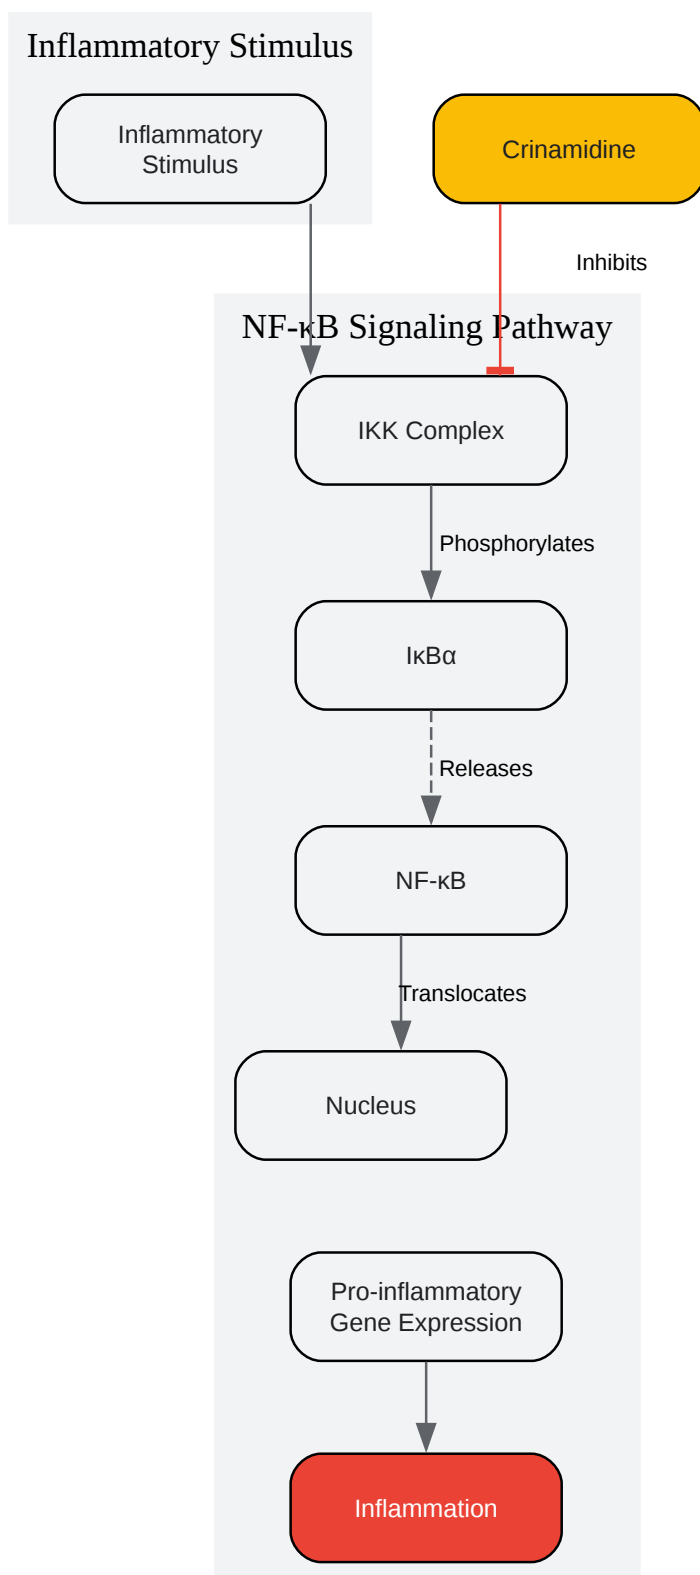 Inflammatory Stimulus
Inflammatory
Stimulus
Crinamidine
Inhibits
NF-κB Signaling Pathway
IKK Complex
Phosphorylates
IκBα
Releases
NF-κB
Translocates
Nucleus
Pro-inflammatory
Gene Expression
Inflammation